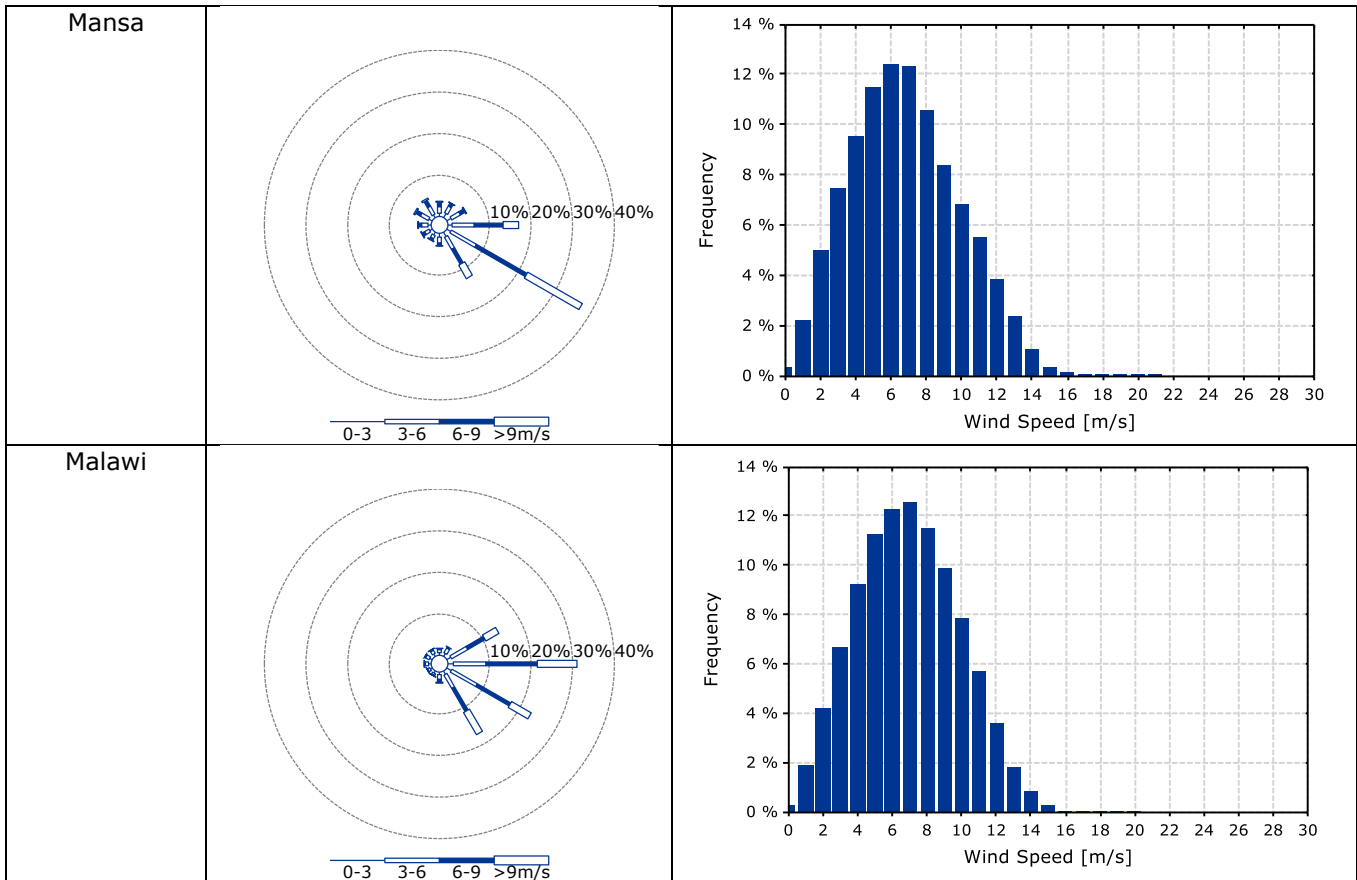 Mansa
10% 20% 30% 40%
0-3 3-6 6-9 >9m/s
14 %
12 %
10 %
8 %
6 %
4 %
2 %
0 %
Frequency
0 2 4 6 8 10 12 14 16 18 20 22 24 26 28 30
Wind Speed [m/s]
Malawi
10% 20% 30% 40%
0-3 3-6 6-9 >9m/s
14 %
12 %
10 %
8 %
6 %
4 %
2 %
0 %
Frequency
0 2 4 6 8 10 12 14 16 18 20 22 24 26 28 30
Wind Speed [m/s]